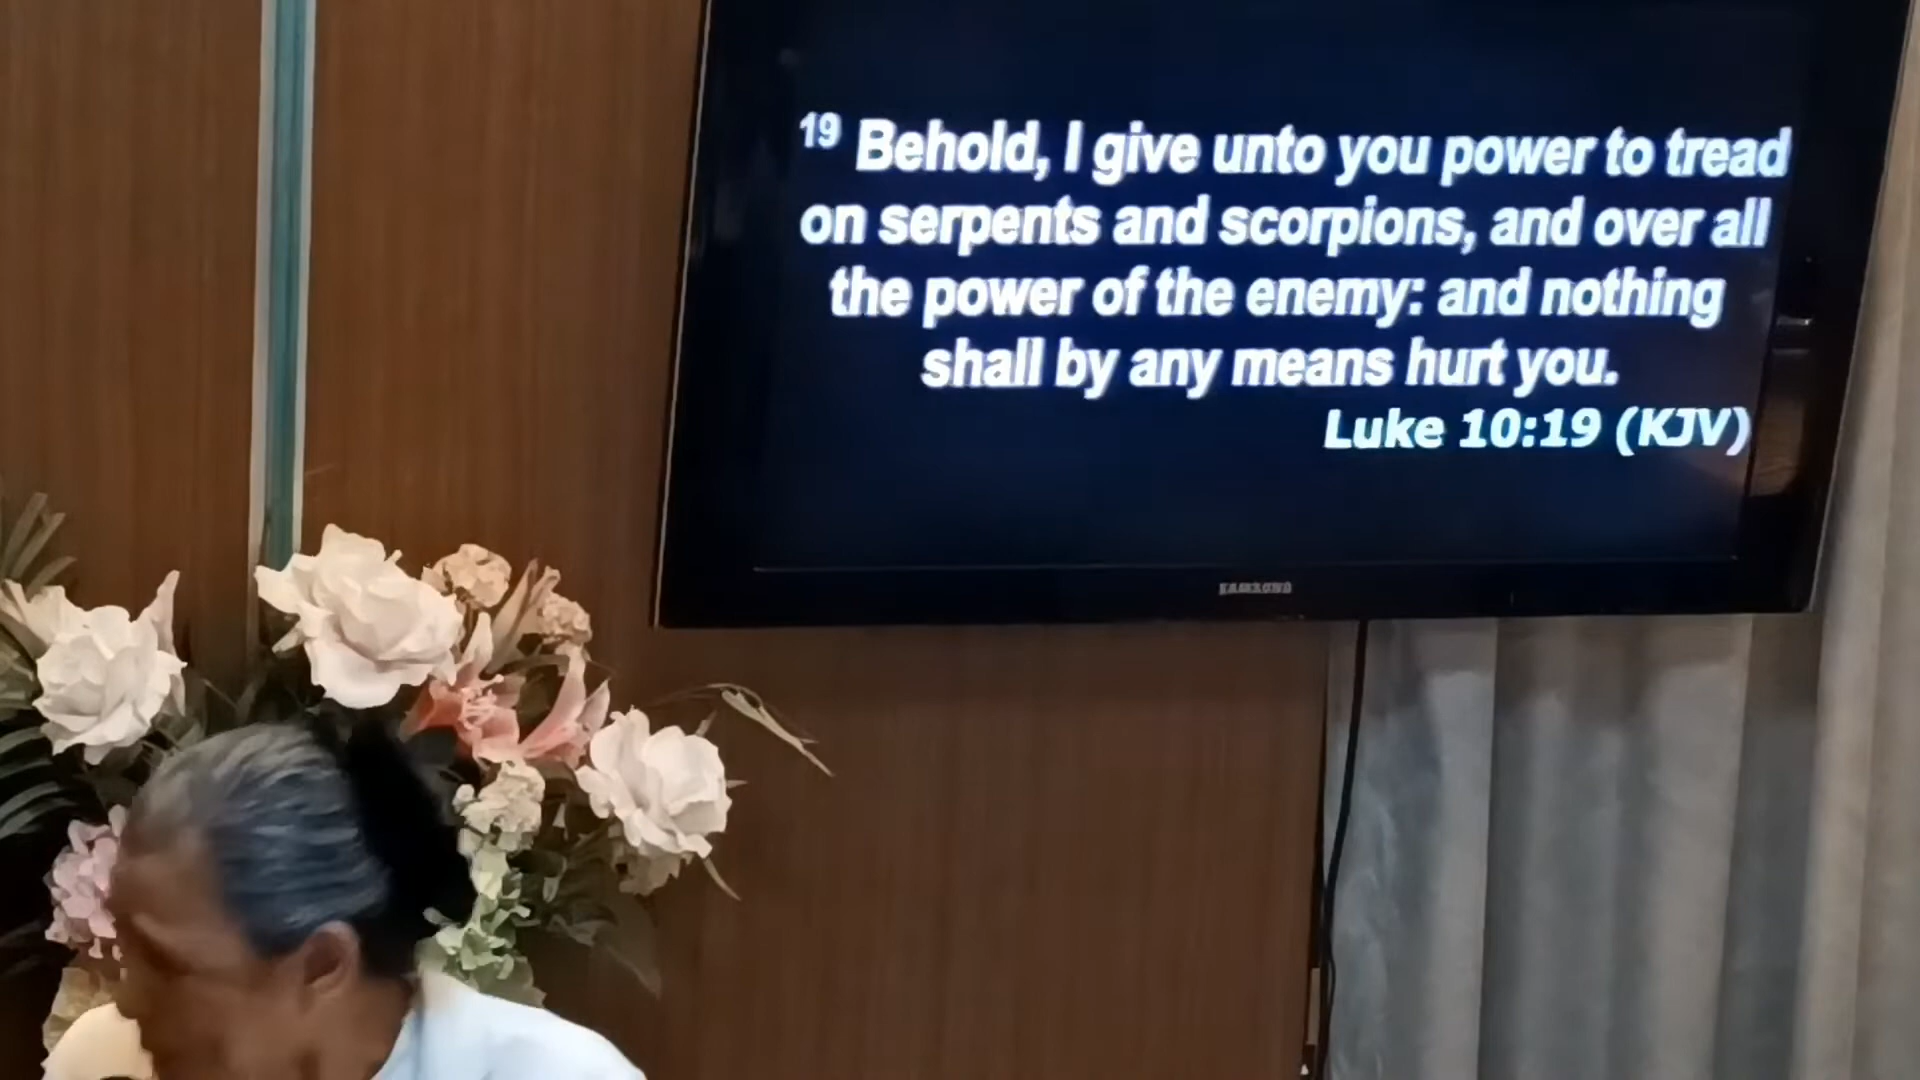 19 Behold, I give unto you power to tread
on serpents and scorpions, and over all
the power of the enemy: and nothing
shall by any means hurt you.
Luke 10:19 (KJV)
SAMSUNG